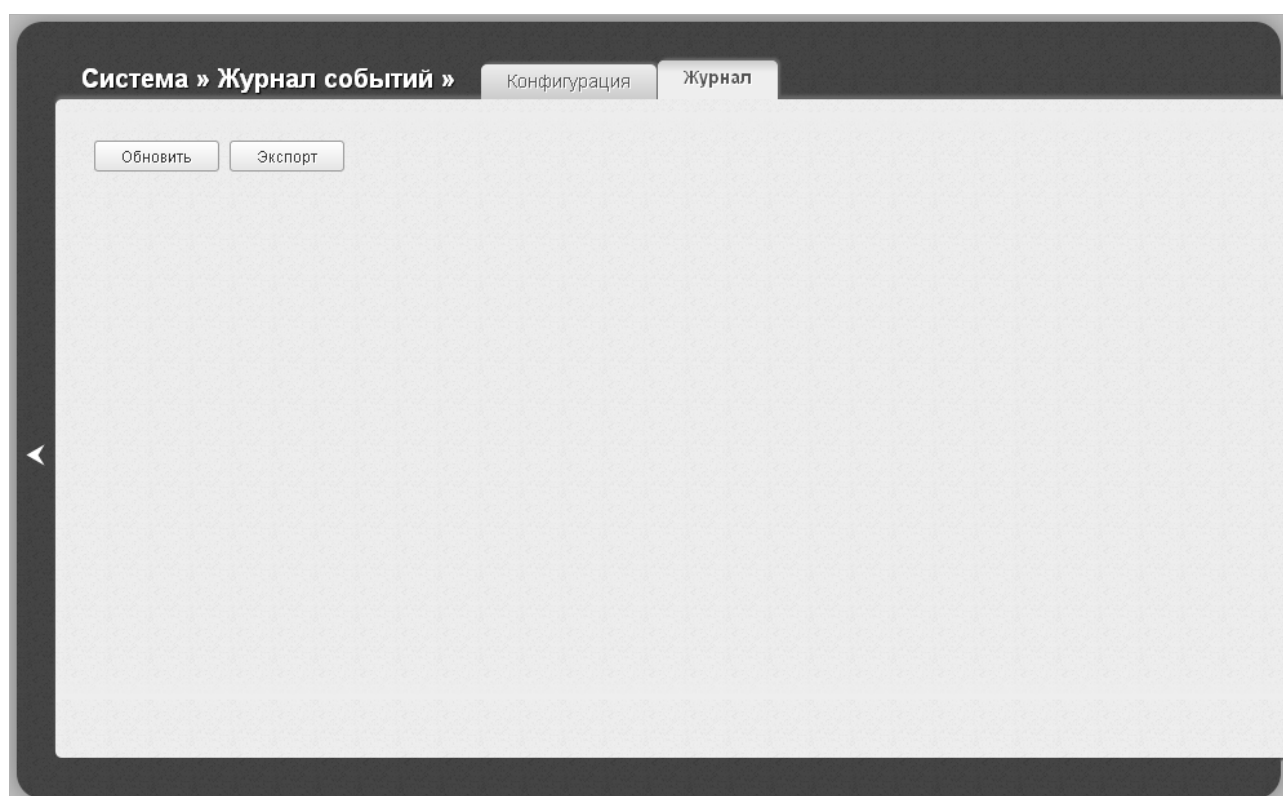 Система » Журнал событий » Конфигурация Журнал
Обновить Экспорт